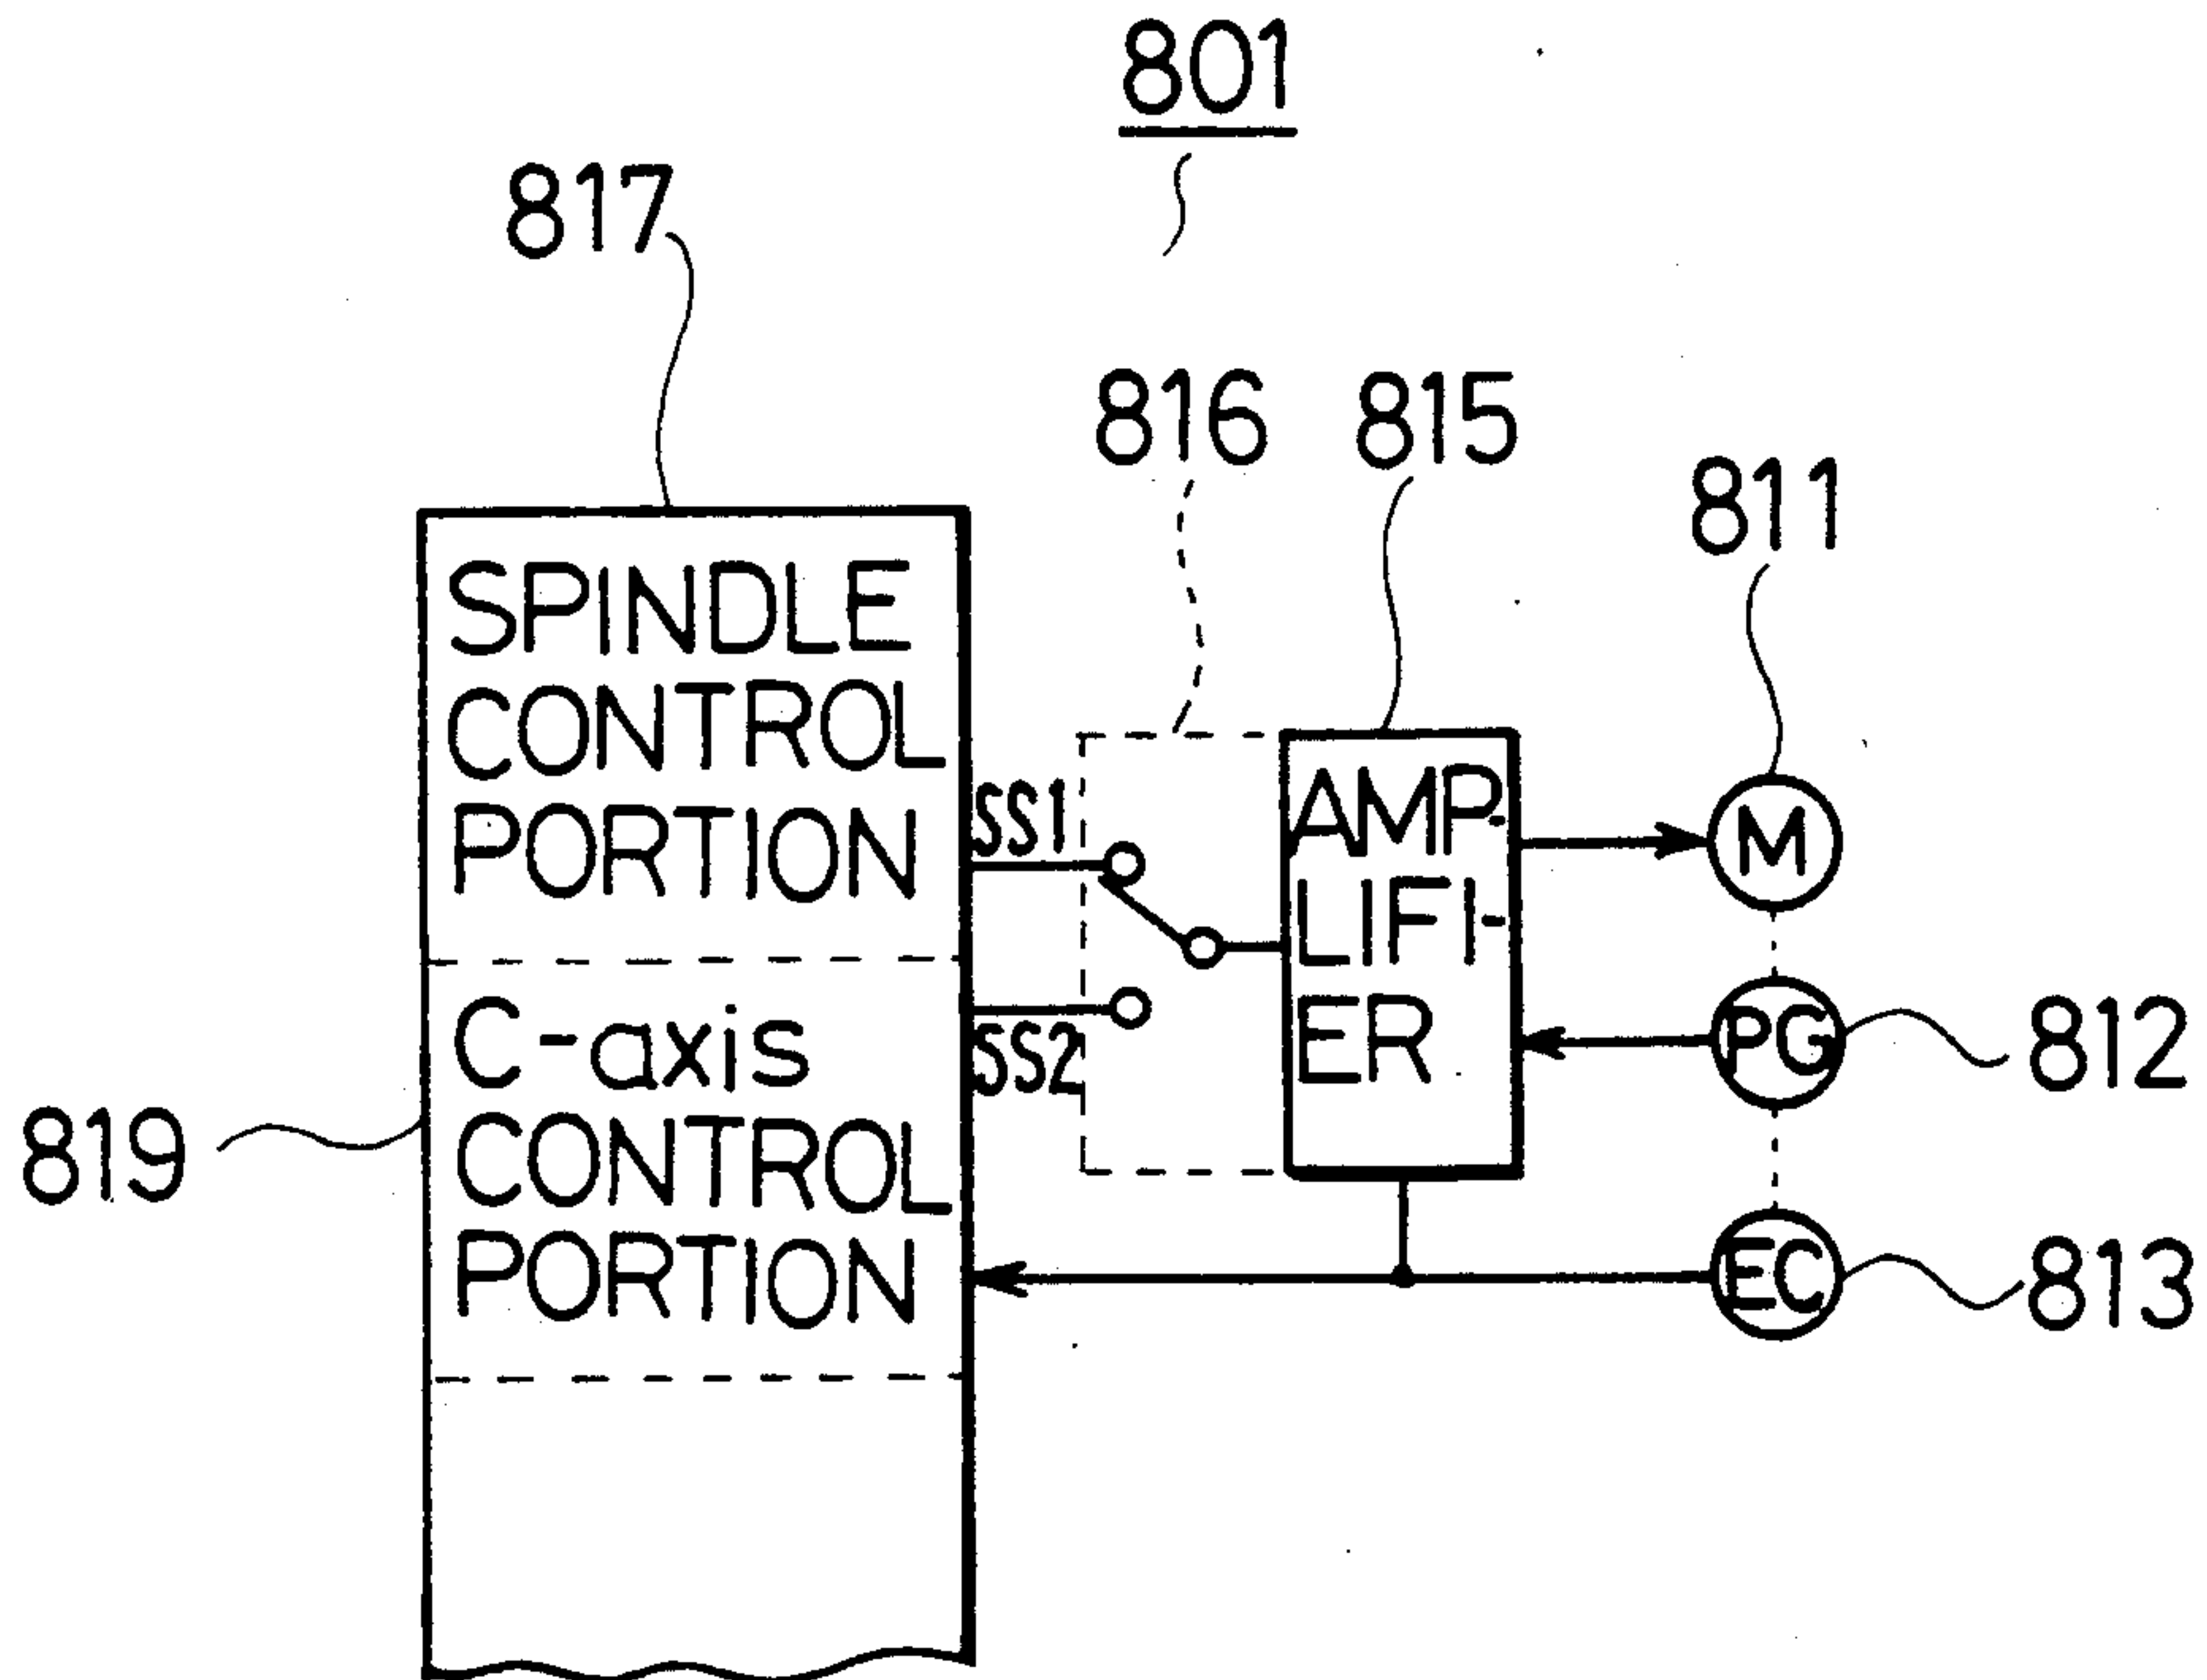 801
817
816
815
811
SPINDLE
CONTROL
PORTION
SS1
AMP.
LIFI-
ER
M
C-axis
CONTROL
PORTION
SS2
PG
812
819
EC
813